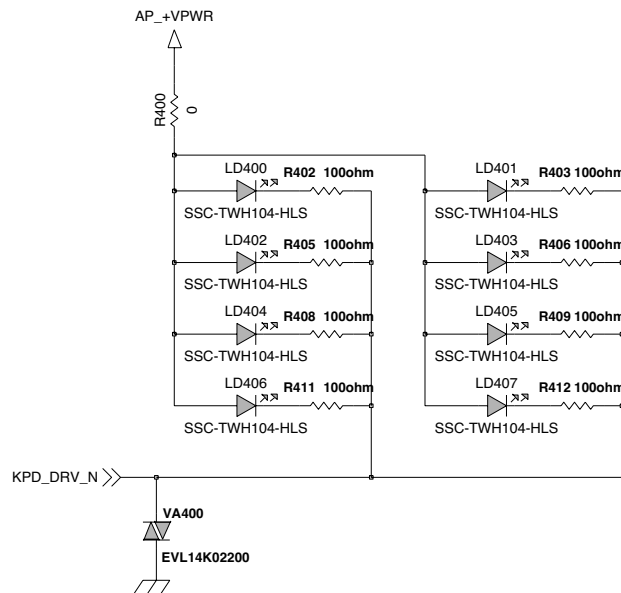 AP_+VPWR
R400
0
LD400
R402 100ohm
LD401
R403 100ohm
SSC-TWH104-HLS
SSC-TWH104-HLS
LD402
R405 100ohm
LD403
R406 100ohm
SSC-TWH104-HLS
SSC-TWH104-HLS
LD404
R408 100ohm
LD405
R409 100ohm
SSC-TWH104-HLS
SSC-TWH104-HLS
LD406
R411 100ohm
LD407
R412 100ohm
SSC-TWH104-HLS
SSC-TWH104-HLS
KPD_DRV_N
VA400
EVL14K02200